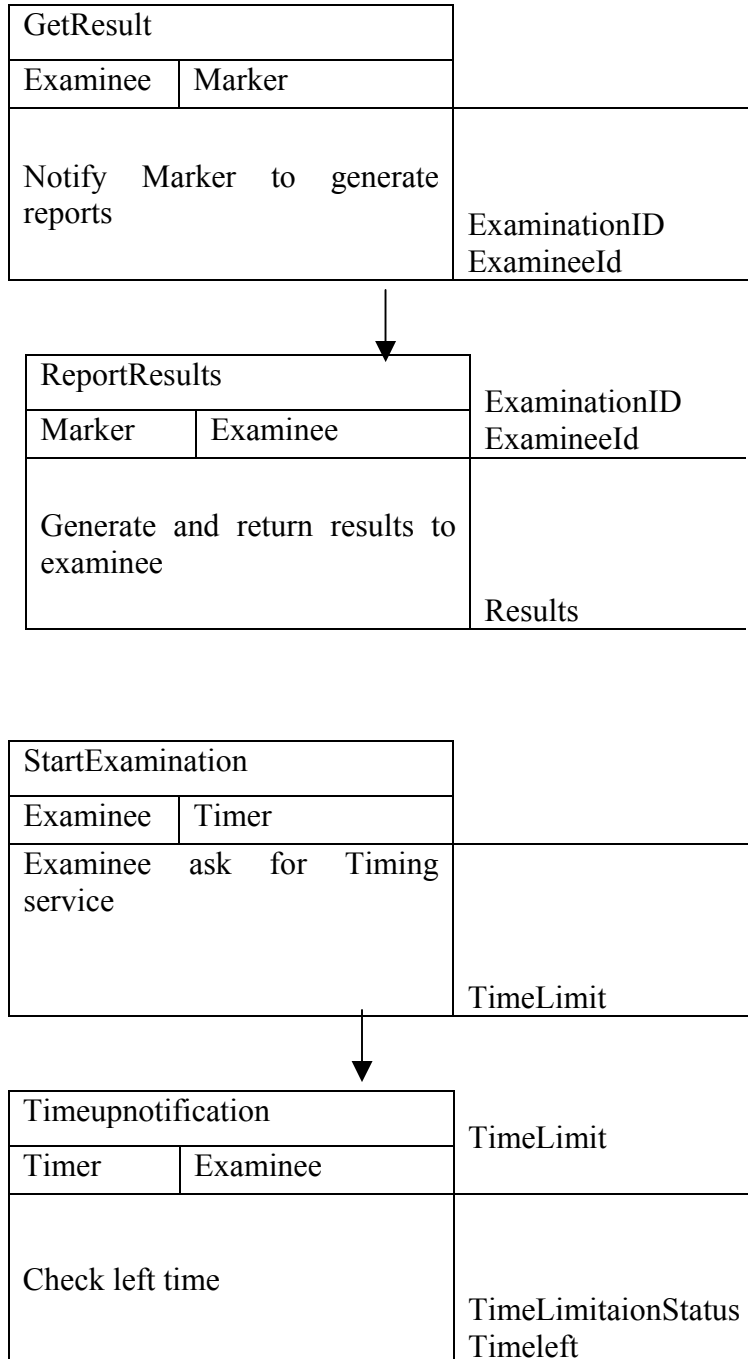 GetResult
Examinee Marker
Notify Marker to generate
reports
ExaminationID
ExamineeId
ReportResults
ExaminationID
ExamineeId
Marker Examinee
Generate and return results to
examinee
Results
StartExamination
Examinee Timer
Examinee ask for Timing
service
TimeLimit
Timeupnotification
TimeLimit
Timer Examinee
Check left time
TimeLimitaionStatus
Timeleft